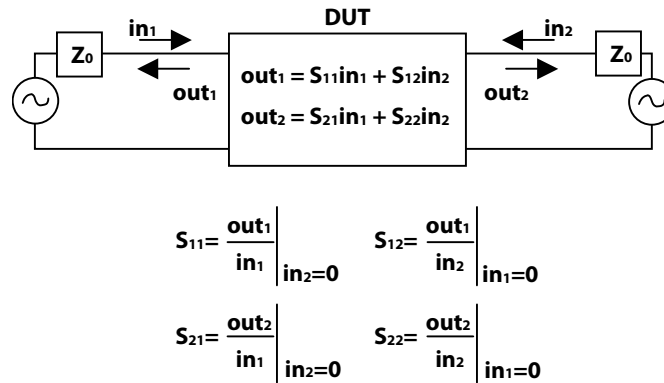 DUT
in₁
in₂
Z₀
Z₀
out₁
out₂
out₁ = S₁₁in₁ + S₁₂in₂
out₂ = S₂₁in₁ + S₂₂in₂
S₁₁= out₁/in₁ | in₂=0
S₁₂= out₁/in₂ | in₁=0
S₂₁= out₂/in₁ | in₂=0
S₂₂= out₂/in₂ | in₁=0